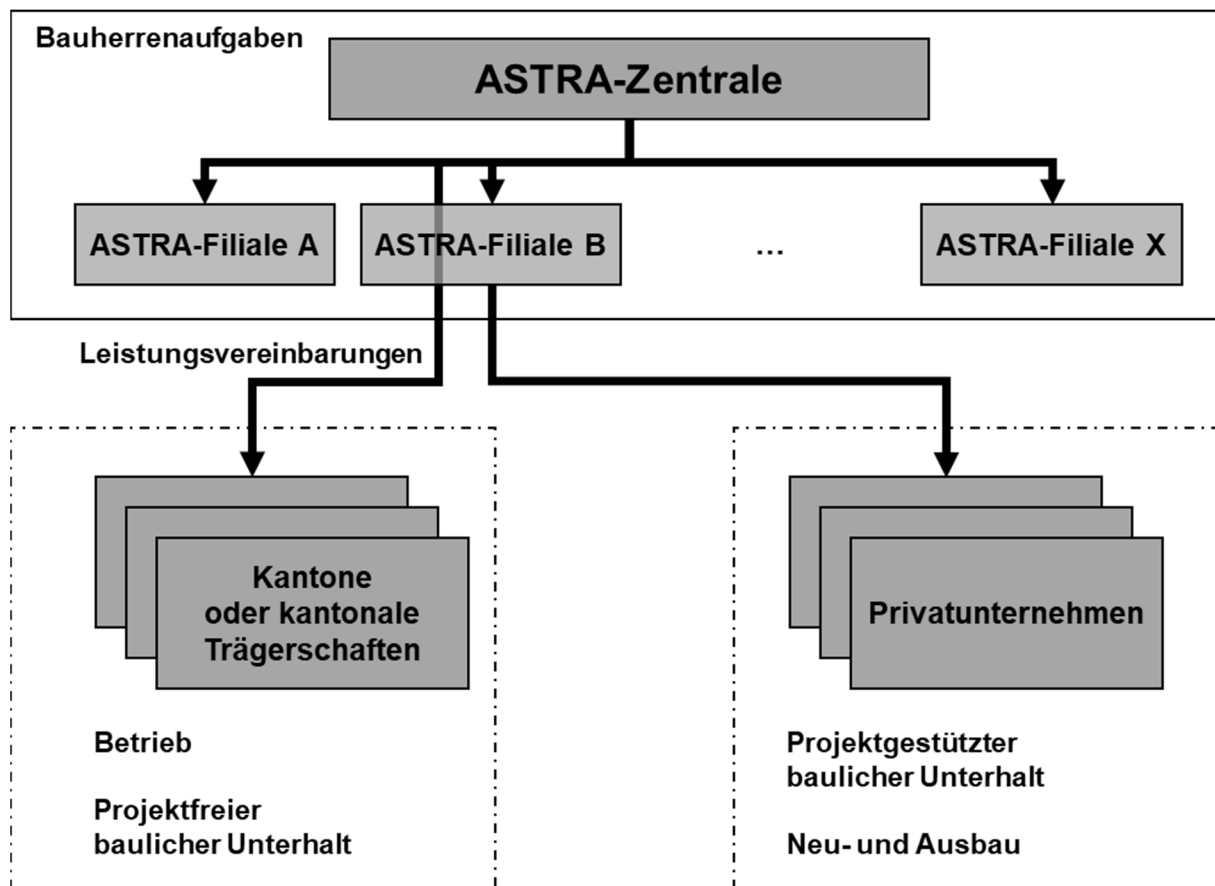 Bauherrenaufgaben
ASTRA-Zentrale
ASTRA-Filiale A
ASTRA-Filiale B
...
ASTRA-Filiale X
Leistungsvereinbarungen
Kantone
oder kantonale
Trägerschaften
Privatunternehmen
Betrieb
Projektfreier
baulicher Unterhalt
Projektgestützter
baulicher Unterhalt
Neu- und Ausbau